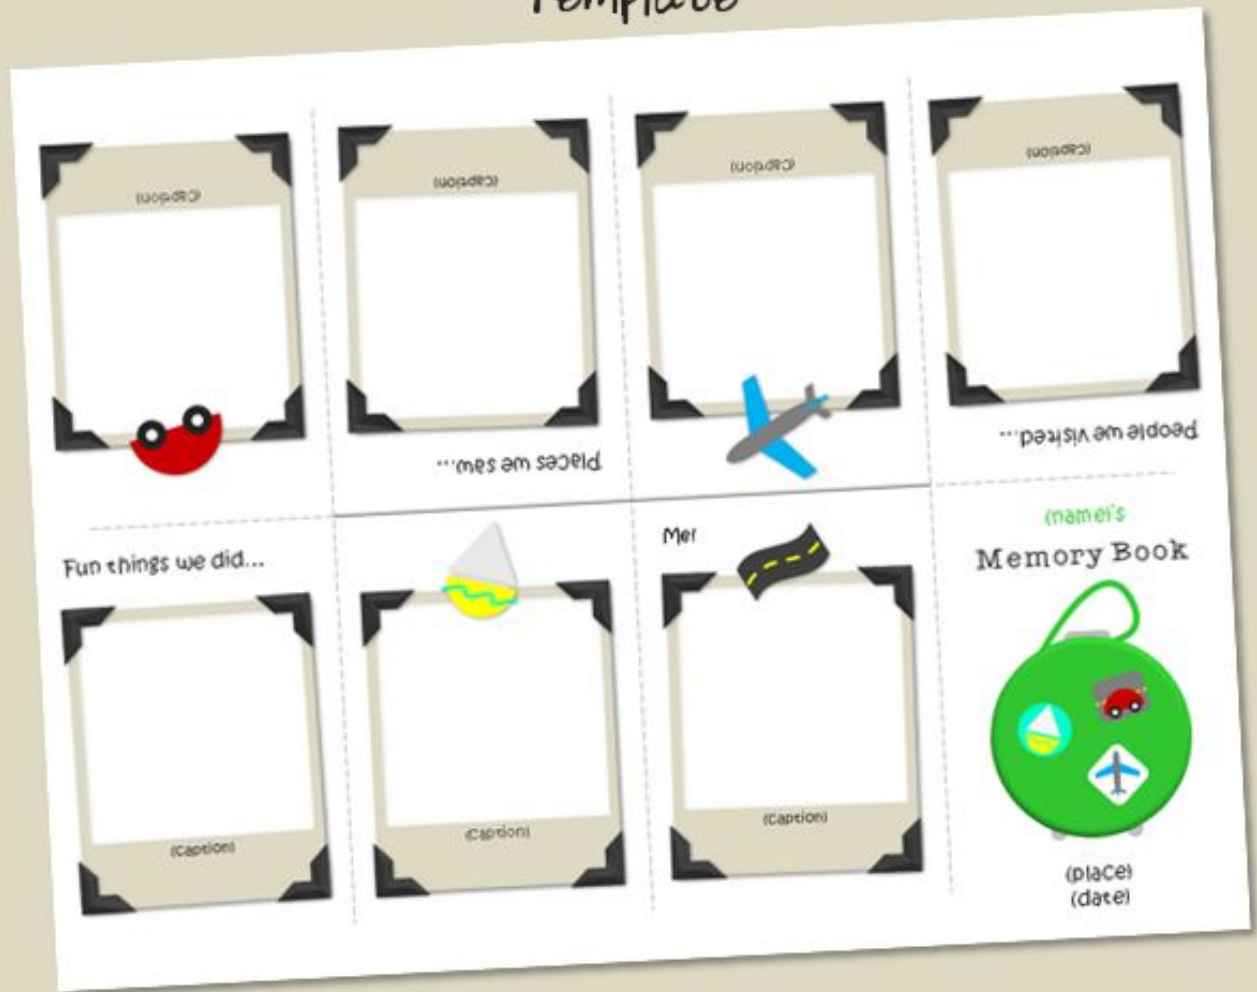 Template
(Caption)
(Caption)
(Caption)
(Caption)
Places we saw...
People we visited...
Fun things we did...
(Caption)
(Caption)
Me!
(Caption)
(name)'s
Memory Book
(place)
(date)